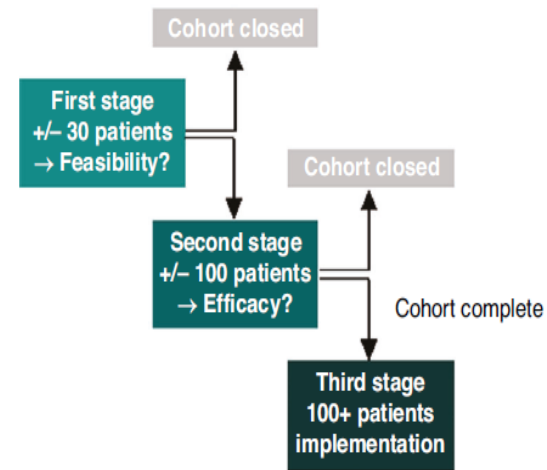 Cohort closed
First stage
+/– 30 patients
→ Feasibility?
Cohort closed
Second stage
+/– 100 patients
→ Efficacy?
Cohort complete
Third stage
100+ patients
implementation